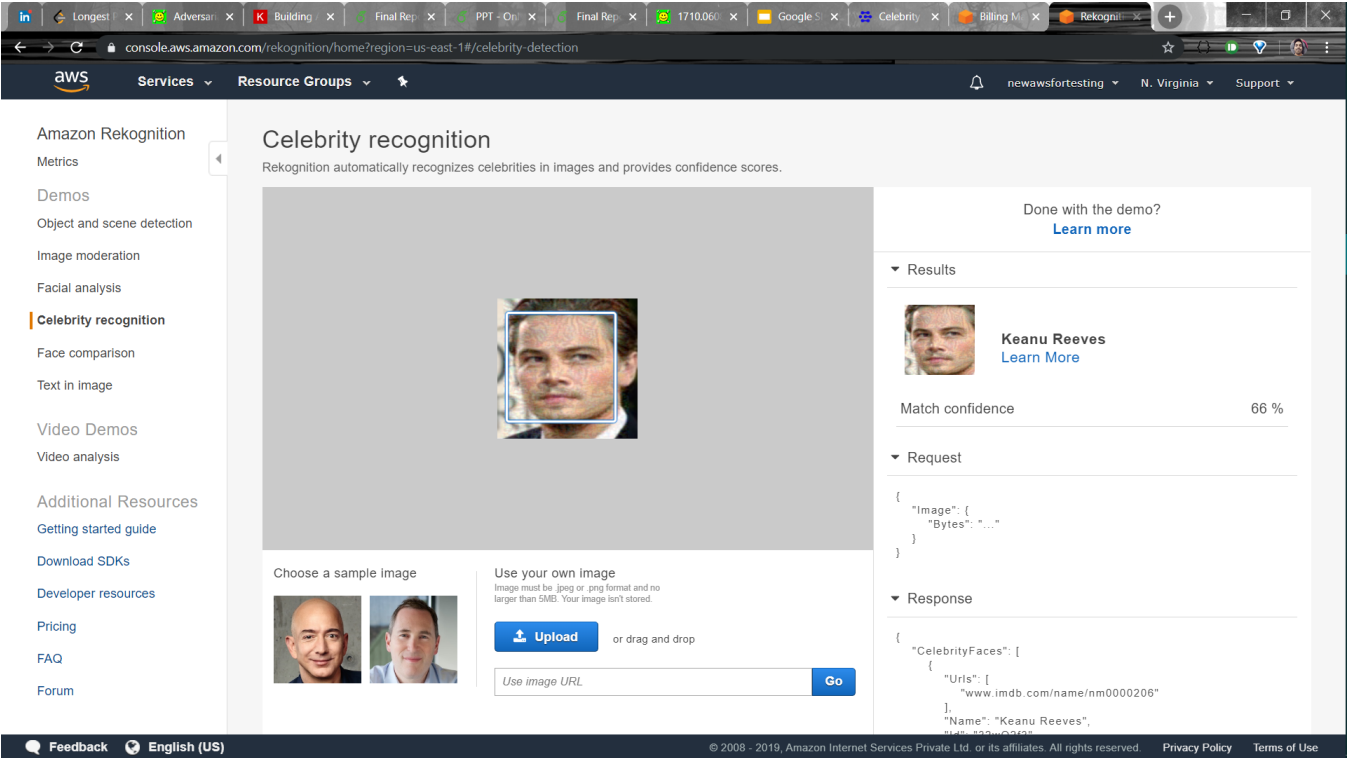 Longest P
Adversari
Building A
Final Rep
PPT - Onl
Final Rep
1710.060
Google S
Celebrity
Billing M
Rekognit
console.aws.amazon.com/rekognition/home?region=us-east-1#/celebrity-detection
aws
Services
Resource Groups
newawsfortesting
N. Virginia
Support
Amazon Rekognition
Metrics
Demos
Object and scene detection
Image moderation
Facial analysis
Celebrity recognition
Face comparison
Text in image
Video Demos
Video analysis
Additional Resources
Getting started guide
Download SDKs
Developer resources
Pricing
FAQ
Forum
Celebrity recognition
Rekognition automatically recognizes celebrities in images and provides confidence scores.
Choose a sample image
Use your own image
Image must be .jpeg or .png format and no
larger than 5MB. Your image isn't stored.
Upload
or drag and drop
Use image URL
Go
Done with the demo?
Learn more
Results
Keanu Reeves
Learn More
Match confidence 66 %
Request
{
"Image": {
"Bytes": "..."
}
}
Response
{
"CelebrityFaces": [
{
"Urls": [
"www.imdb.com/name/nm0000206"
],
"Name": "Keanu Reeves",
Feedback
English (US)
© 2008 - 2019, Amazon Internet Services Private Ltd. or its affiliates. All rights reserved.
Privacy Policy
Terms of Use